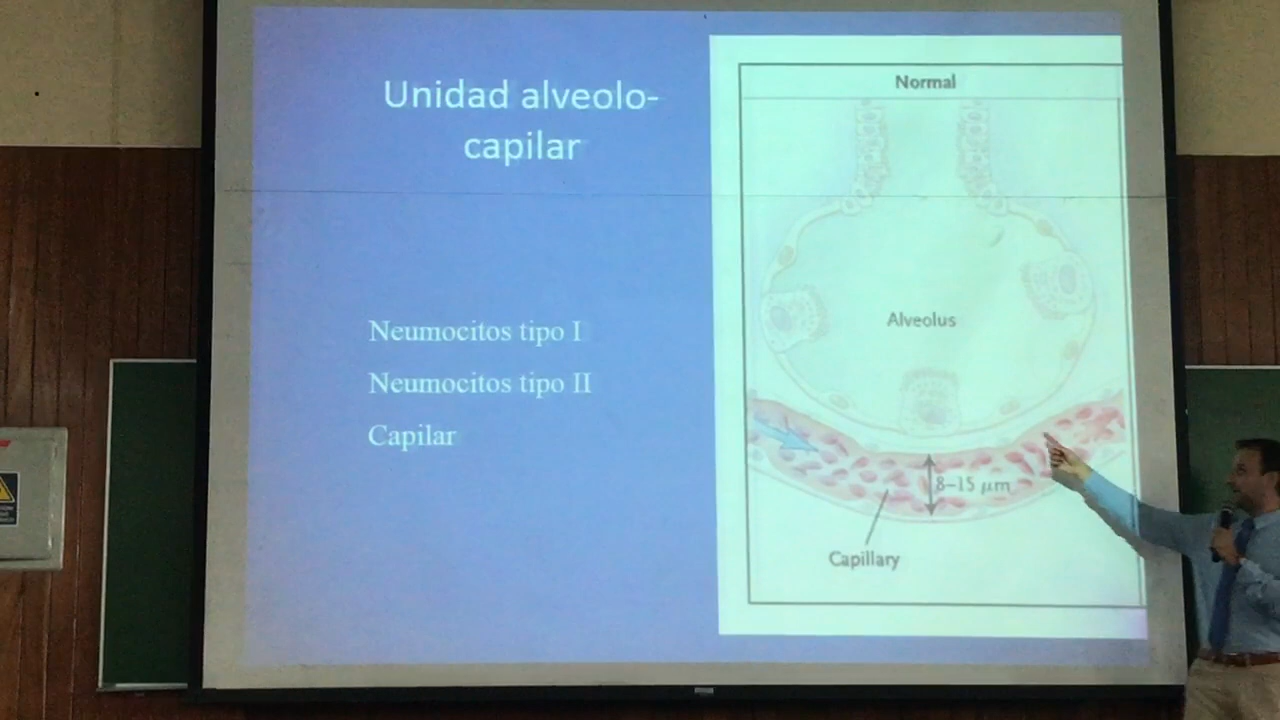 Unidad alveolo-
capilar
Neumocitos tipo I
Neumocitos tipo II
Capilar
Normal
Alveolus
8–15 μm
Capillary